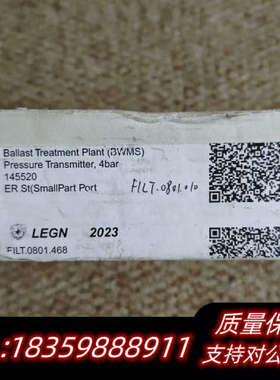 Ballast Treatment Plant (BWMS)
Pressure Transmitter, 4bar
145520
ER St(SmallPart Port
FILT.0801.010
LEGN 2023
FILT.0801.468
质量保证
:18359888911
支持对公